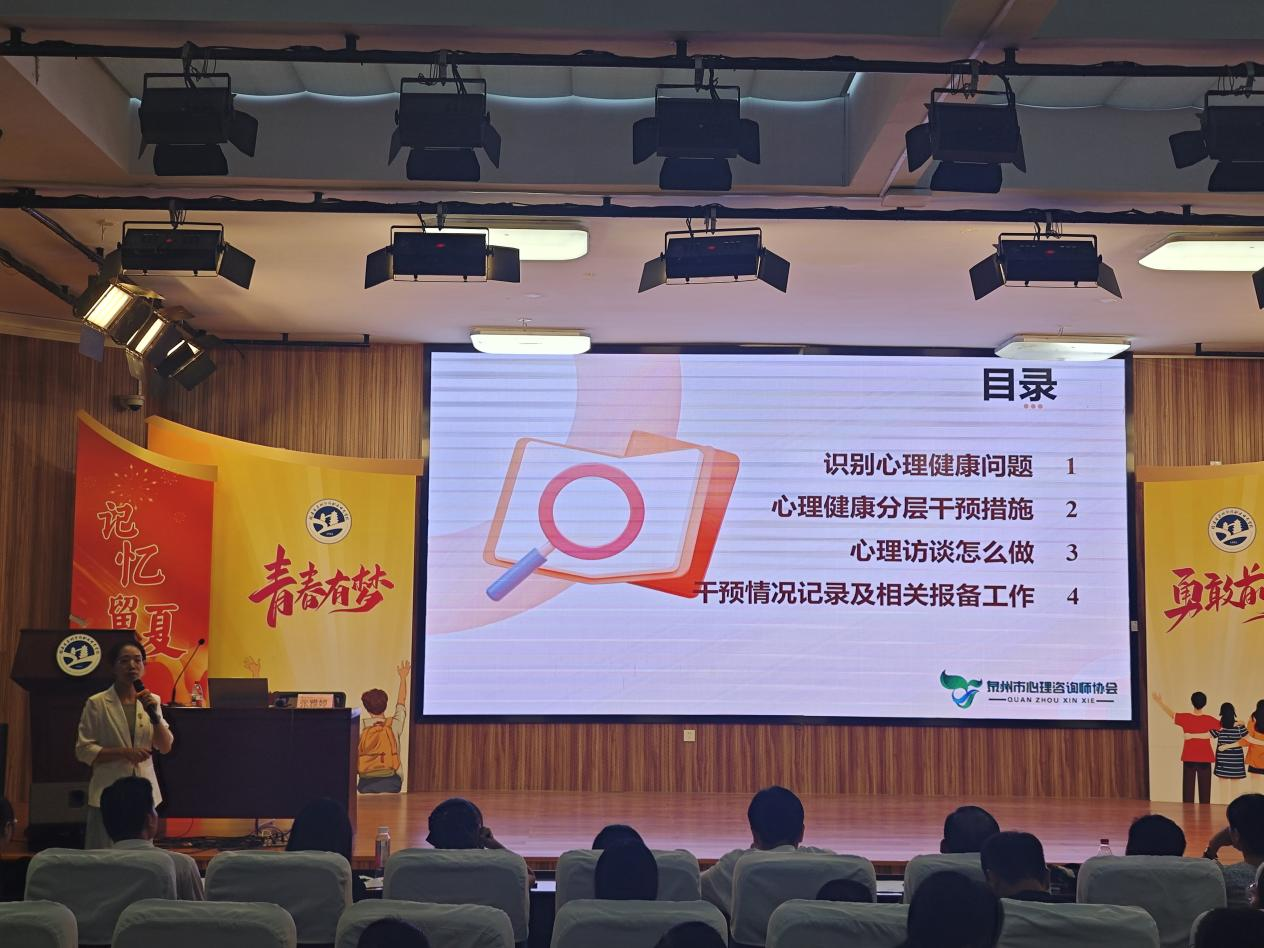 目录
识别心理健康问题 1
心理健康分层干预措施 2
心理访谈怎么做 3
干预情况记录及相关报备工作 4
泉州市心理咨询师协会
QUAN ZHOU XIN XIE
记忆
留夏
青春有梦
勇敢前